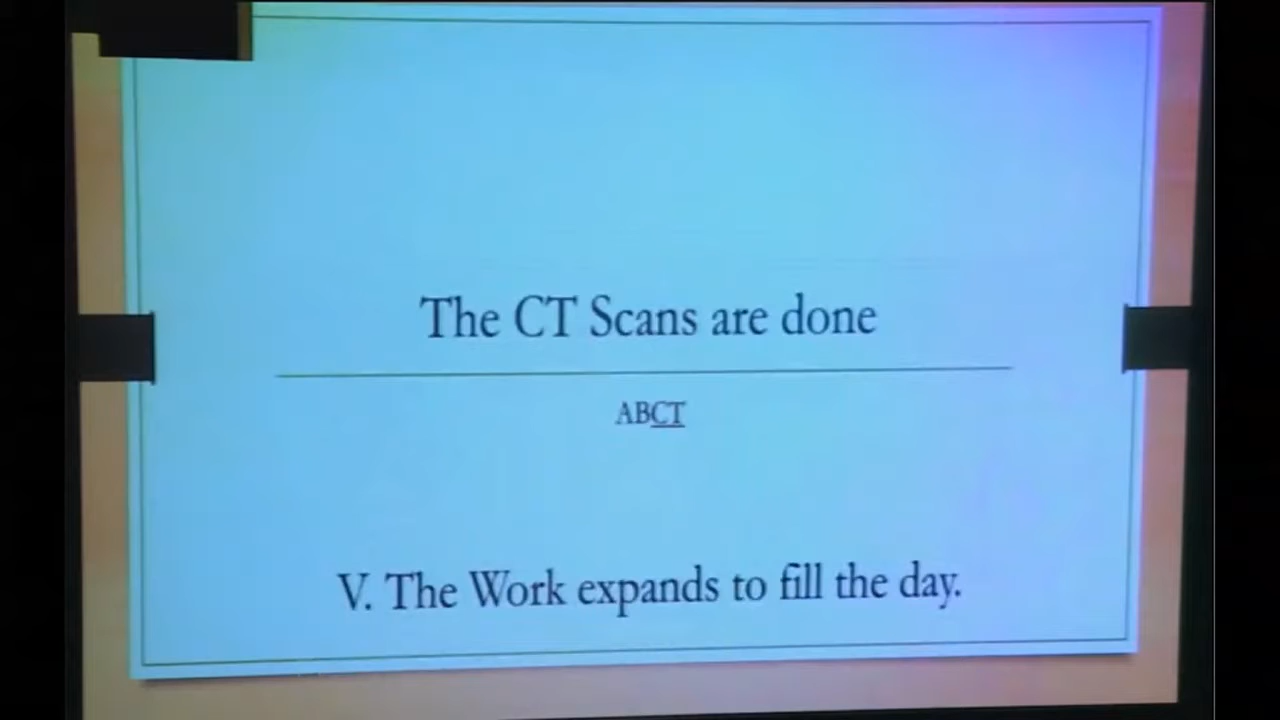 The CT Scans are done
ABCT
V. The Work expands to fill the day.